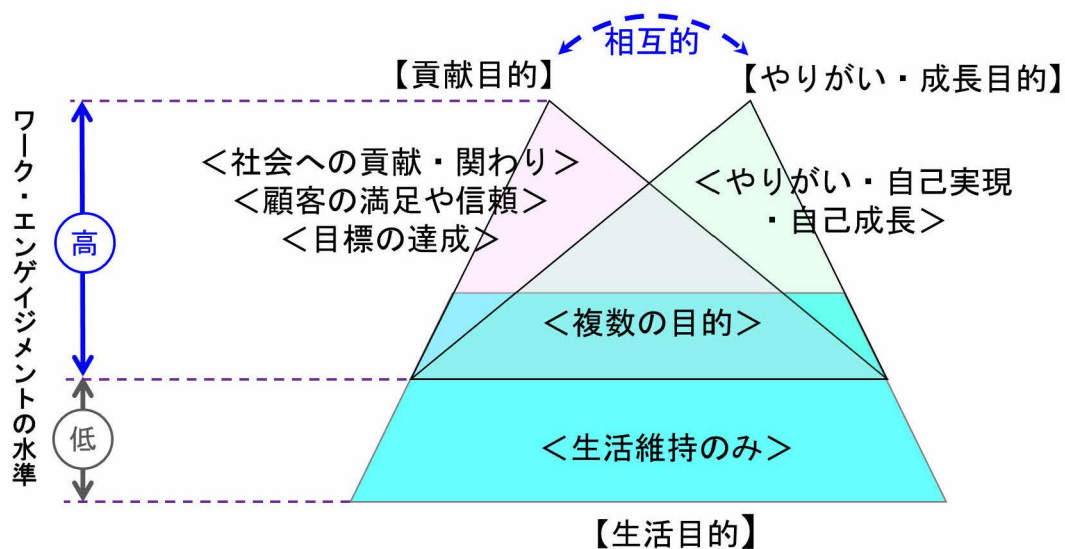 相互的
【貢献目的】
【やりがい・成長目的】
ワーク・エンゲイジメントの水準
高
低
＜社会への貢献・関わり＞
＜顧客の満足や信頼＞
＜目標の達成＞
＜やりがい・自己実現
・自己成長＞
＜複数の目的＞
＜生活維持のみ＞
【生活目的】